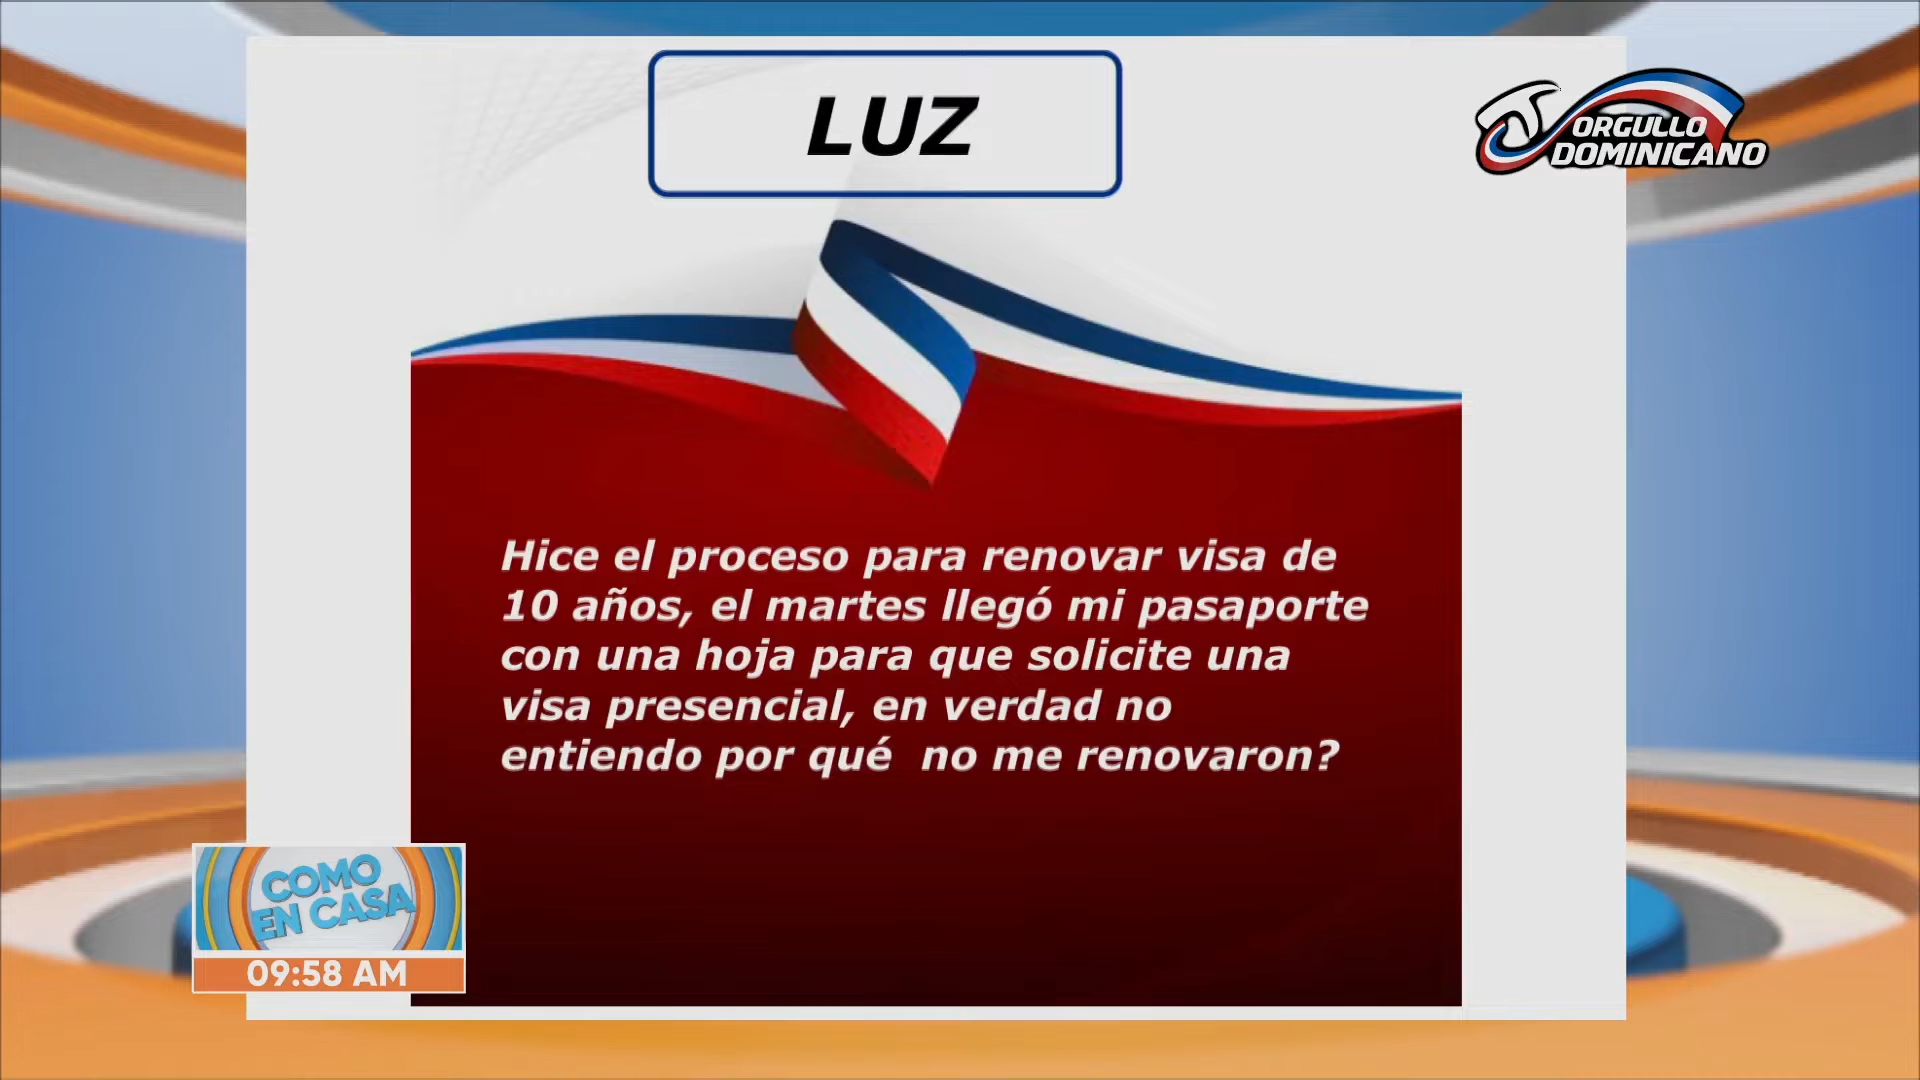 LUZ
ORGULLO
DOMINICANO
Hice el proceso para renovar visa de
10 años, el martes llegó mi pasaporte
con una hoja para que solicite una
visa presencial, en verdad no
entiendo por qué  no me renovaron?
COMO
EN CASA
09:58 AM